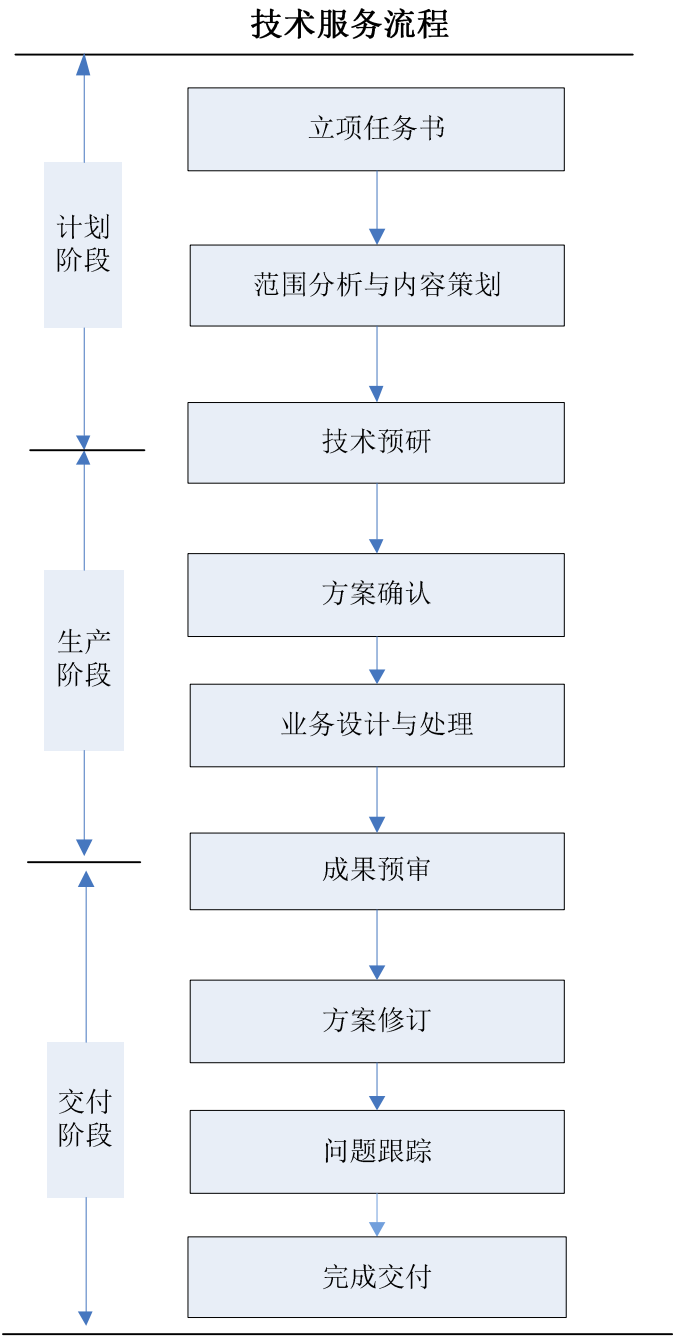 技术服务流程
立项任务书
计划
阶段
范围分析与内容策划
技术预研
方案确认
生产
阶段
业务设计与处理
成果预审
方案修订
交付
阶段
问题跟踪
完成交付